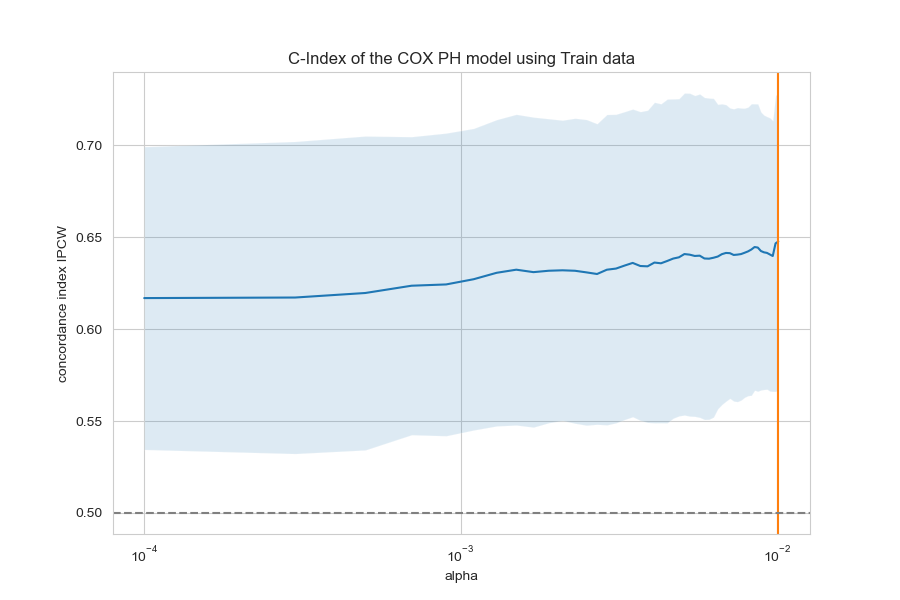 C-Index of the COX PH model using Train data
concordance index IPCW
0.70
0.65
0.60
0.55
0.50
10⁻⁴ 10⁻³ 10⁻²
alpha